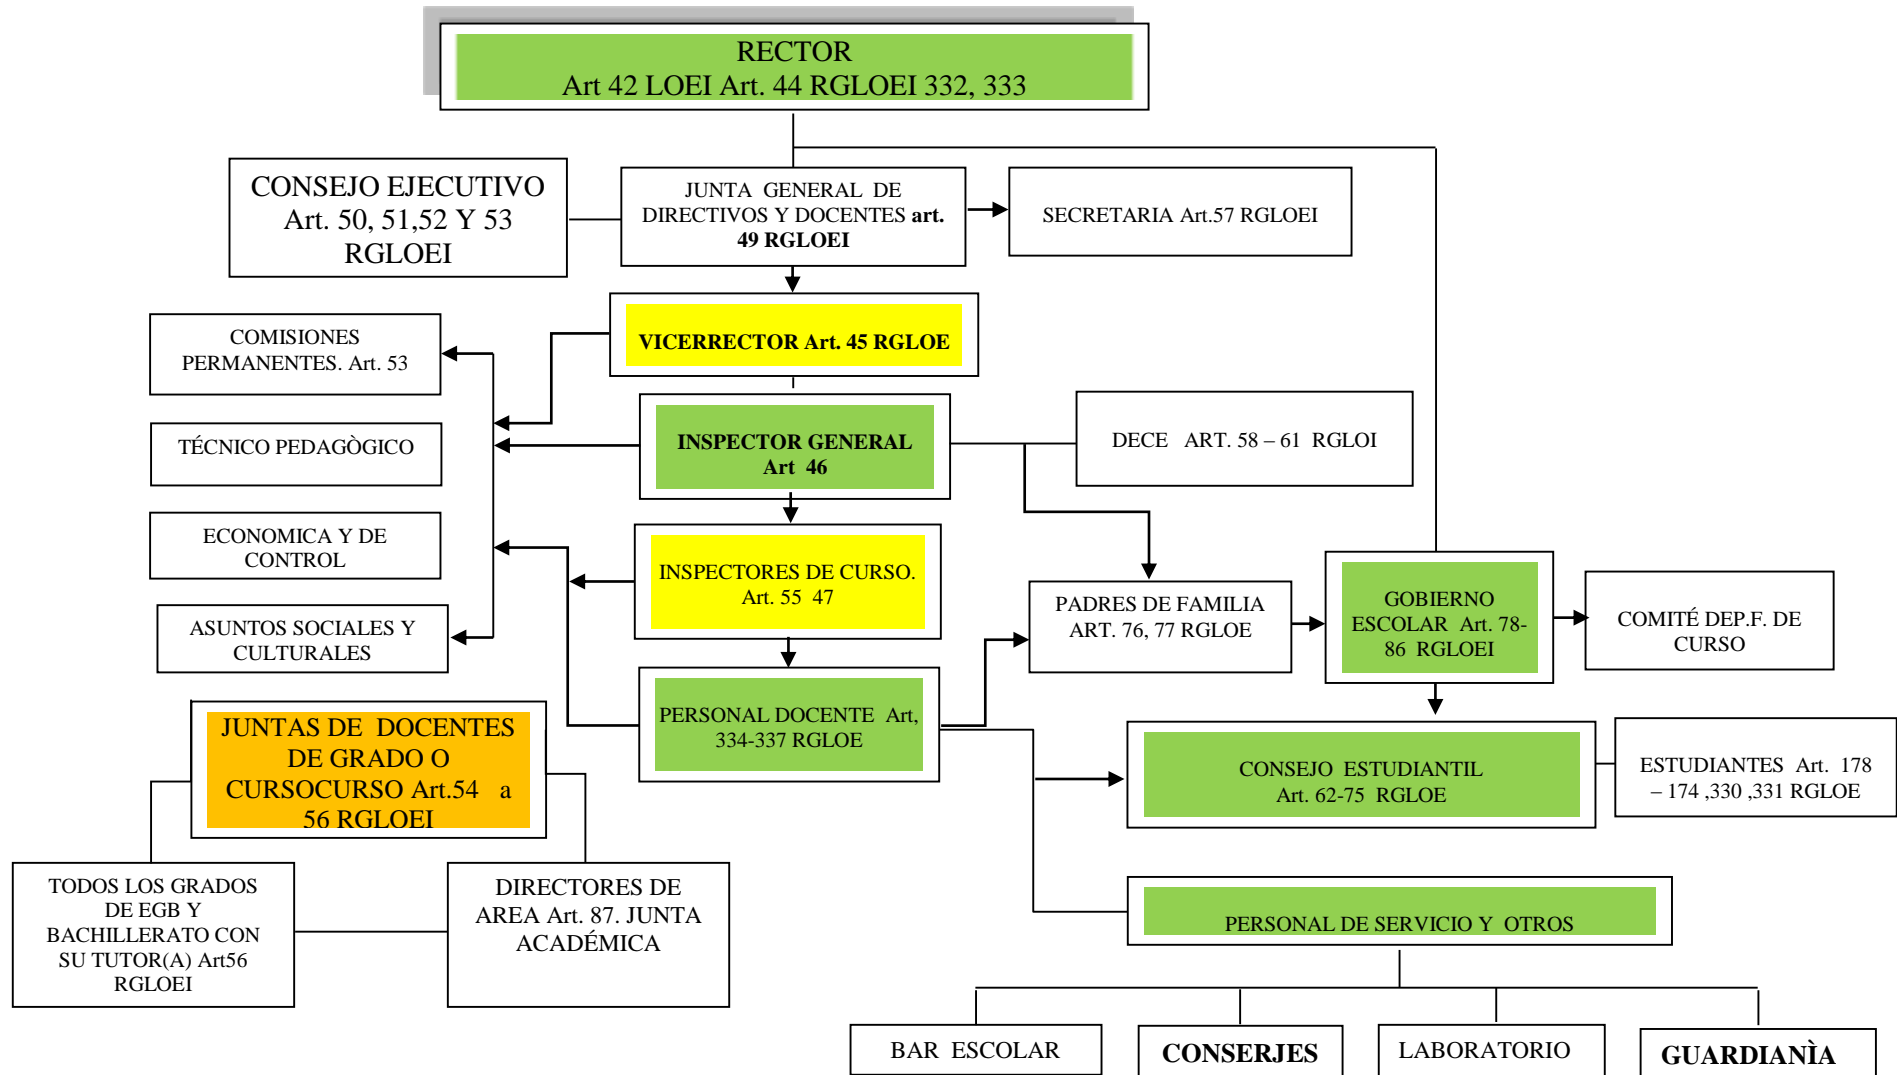 RECTOR
Art 42 LOEI Art. 44 RGLOEI 332, 333
CONSEJO EJECUTIVO
Art. 50, 51,52 Y 53
RGLOEI
JUNTA GENERAL DE
DIRECTIVOS Y DOCENTES art.
49 RGLOEI
SECRETARIA Art.57 RGLOEI
VICERRECTOR Art. 45 RGLOE
COMISIONES
PERMANENTES. Art. 53
TÉCNICO PEDAGÒGICO
INSPECTOR GENERAL
Art 46
DECE ART. 58 – 61 RGLOI
ECONOMICA Y DE
CONTROL
INSPECTORES DE CURSO.
Art. 55 47
PADRES DE FAMILIA
ART. 76, 77 RGLOE
GOBIERNO
ESCOLAR Art. 78-
86 RGLOEI
COMITÉ DEP.F. DE
CURSO
ASUNTOS SOCIALES Y
CULTURALES
PERSONAL DOCENTE Art,
334-337 RGLOE
JUNTAS DE DOCENTES
DE GRADO O
CURSOCURSO Art.54 a
56 RGLOEI
CONSEJO ESTUDIANTIL
Art. 62-75 RGLOE
ESTUDIANTES Art. 178
– 174 ,330 ,331 RGLOE
TODOS LOS GRADOS
DE EGB Y
BACHILLERATO CON
SU TUTOR(A) Art56
RGLOEI
DIRECTORES DE
AREA Art. 87. JUNTA
ACADÉMICA
PERSONAL DE SERVICIO Y OTROS
BAR ESCOLAR
CONSERJES
LABORATORIO
GUARDIANÌA